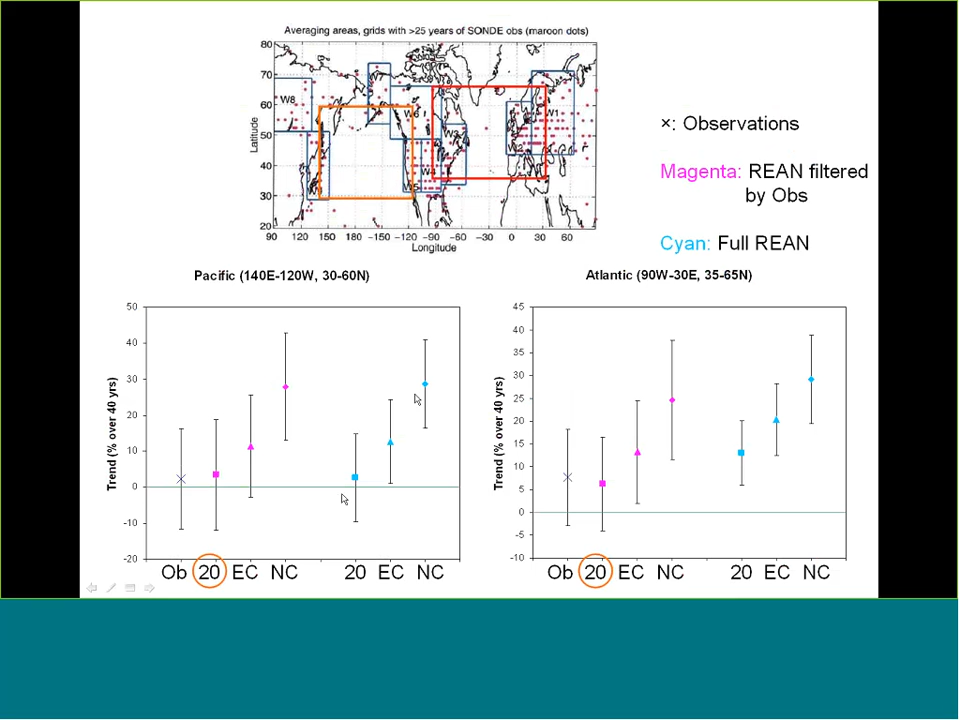 Averaging areas, grids with >25 years of SONDE obs (maroon dots)
80
70
60
50
40
30
20
Latitude
W8
W6
W3
W4
W5
W1
W2
90 120 150 180 −150 −120 −90 −60 −30 0 30 60
Longitude
×: Observations
Magenta: REAN filtered
by Obs
Cyan: Full REAN
Pacific (140E-120W, 30-60N)
50
40
30
20
10
0
-10
-20
Trend (% over 40 yrs)
Ob 20 EC NC 20 EC NC
Atlantic (90W-30E, 35-65N)
45
40
35
30
25
20
15
10
5
0
-5
-10
Trend (% over 40 yrs)
Ob 20 EC NC 20 EC NC